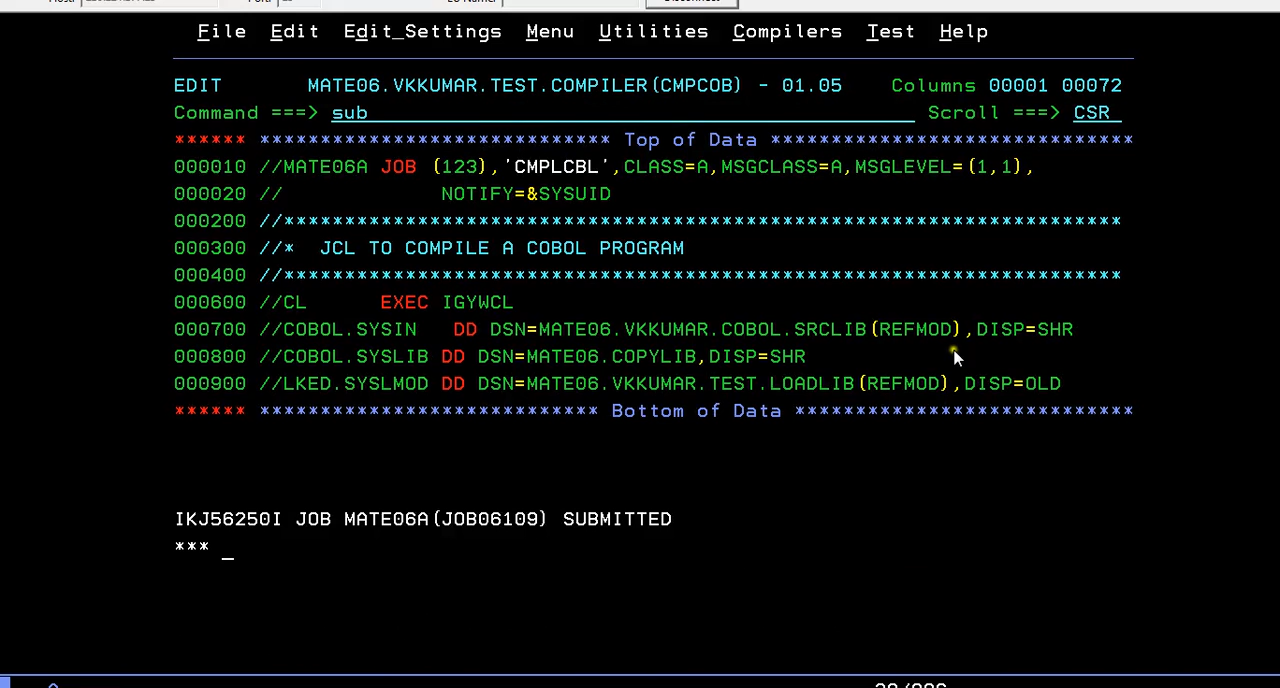 File Edit Edit_Settings Menu Utilities Compilers Test Help
EDIT MATE06.VKKUMAR.TEST.COMPILER(CMPCOB) - 01.05 Columns 00001 00072
Command ===> sub Scroll ===> CSR
****** ***************************** Top of Data ******************************
000010 //MATE06A JOB (123),'CMPLCBL',CLASS=A,MSGCLASS=A,MSGLEVEL=(1,1),
000020 // NOTIFY=&SYSUID
000200 //*********************************************************************
000300 //* JCL TO COMPILE A COBOL PROGRAM
000400 //*********************************************************************
000600 //CL EXEC IGYWCL
000700 //COBOL.SYSIN DD DSN=MATE06.VKKUMAR.COBOL.SRCLIB(REFMOD),DISP=SHR
000800 //COBOL.SYSLIB DD DSN=MATE06.COPYLIB,DISP=SHR
000900 //LKED.SYSLMOD DD DSN=MATE06.VKKUMAR.TEST.LOADLIB(REFMOD),DISP=OLD
****** **************************** Bottom of Data ****************************
IKJ56250I JOB MATE06A(JOB06109) SUBMITTED
*** _